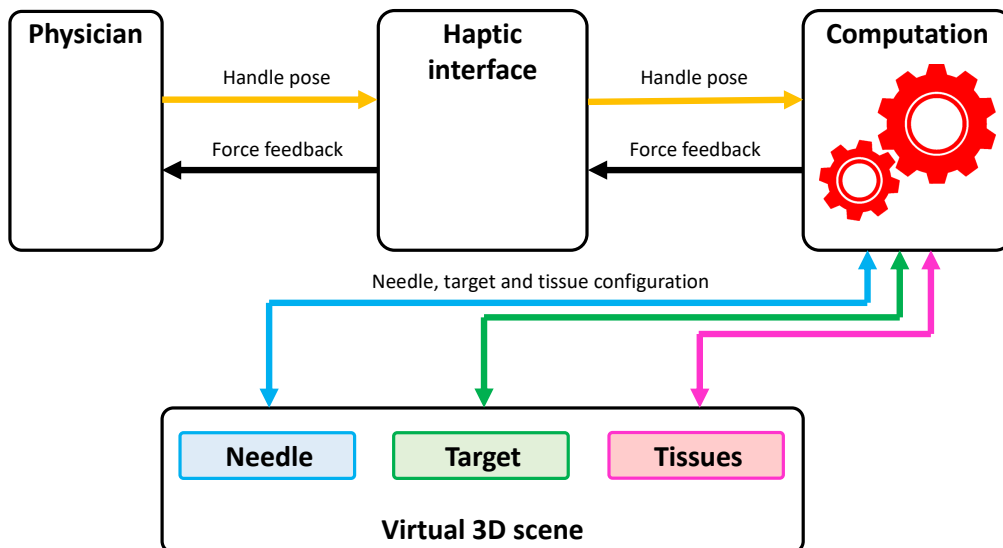 Physician
Haptic
interface
Computation
Handle pose
Handle pose
Force feedback
Force feedback
Needle, target and tissue configuration
Needle
Target
Tissues
Virtual 3D scene